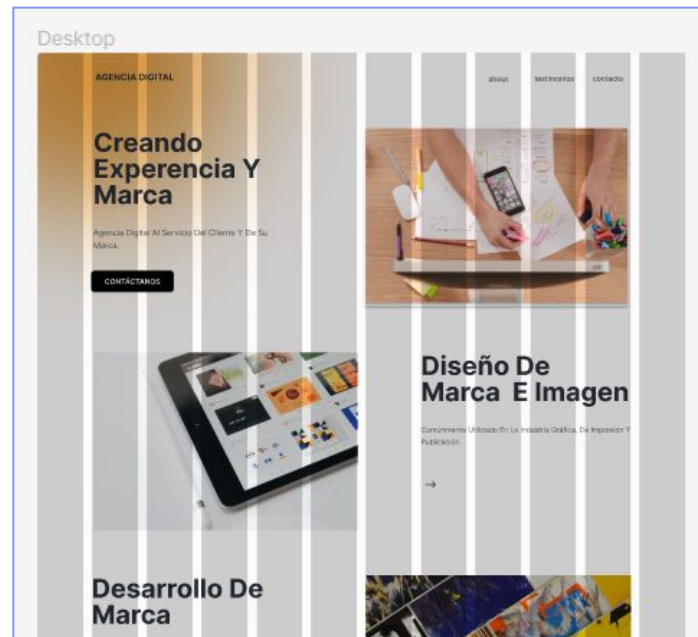 Desktop
AGENCIA DIGITAL
about testimonios contacto
Creando
Experencia Y
Marca
Agencia Digital Al Servicio Del Cliente Y De Su
Marca.
CONTÁCTANOS
Diseño De
Marca E Imagen
Comúnmente Utilizado En La Industria Gráfica, De Impresión Y
Publicación.
→
Desarrollo De
Marca